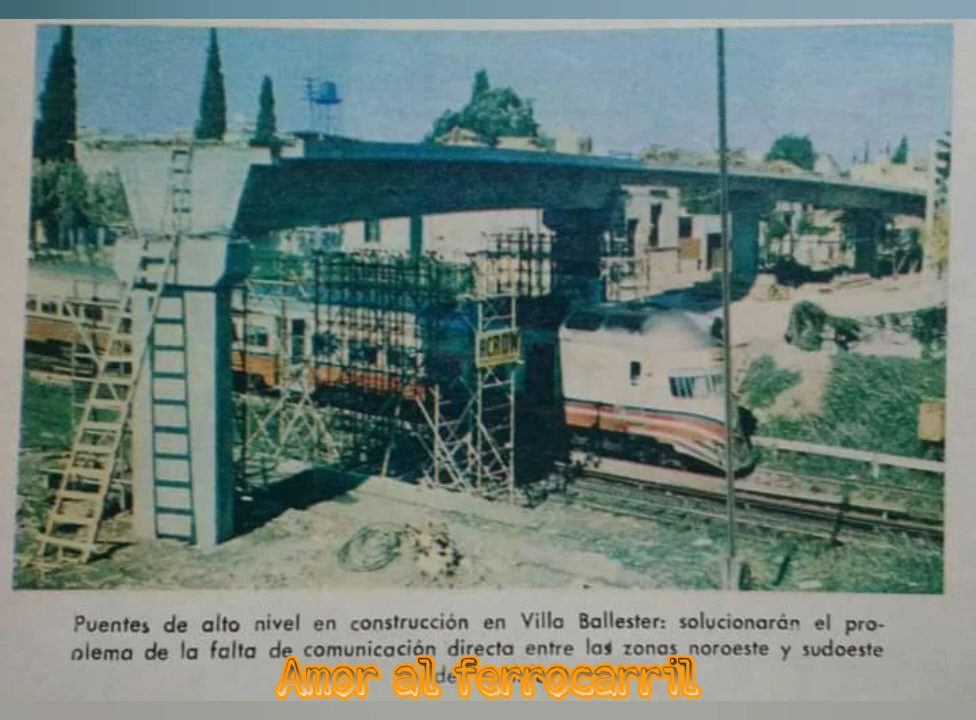 ACROW
Puentes de alto nivel en construcción en Villa Ballester: solucionarán el pro-
blema de la falta de comunicación directa entre las zonas noroeste y sudoeste
de
Amor al ferrocarril